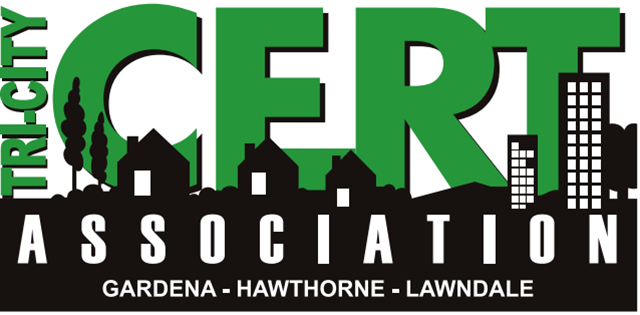 TRI-CITY
CERT
ASSOCIATION
GARDENA - HAWTHORNE - LAWNDALE